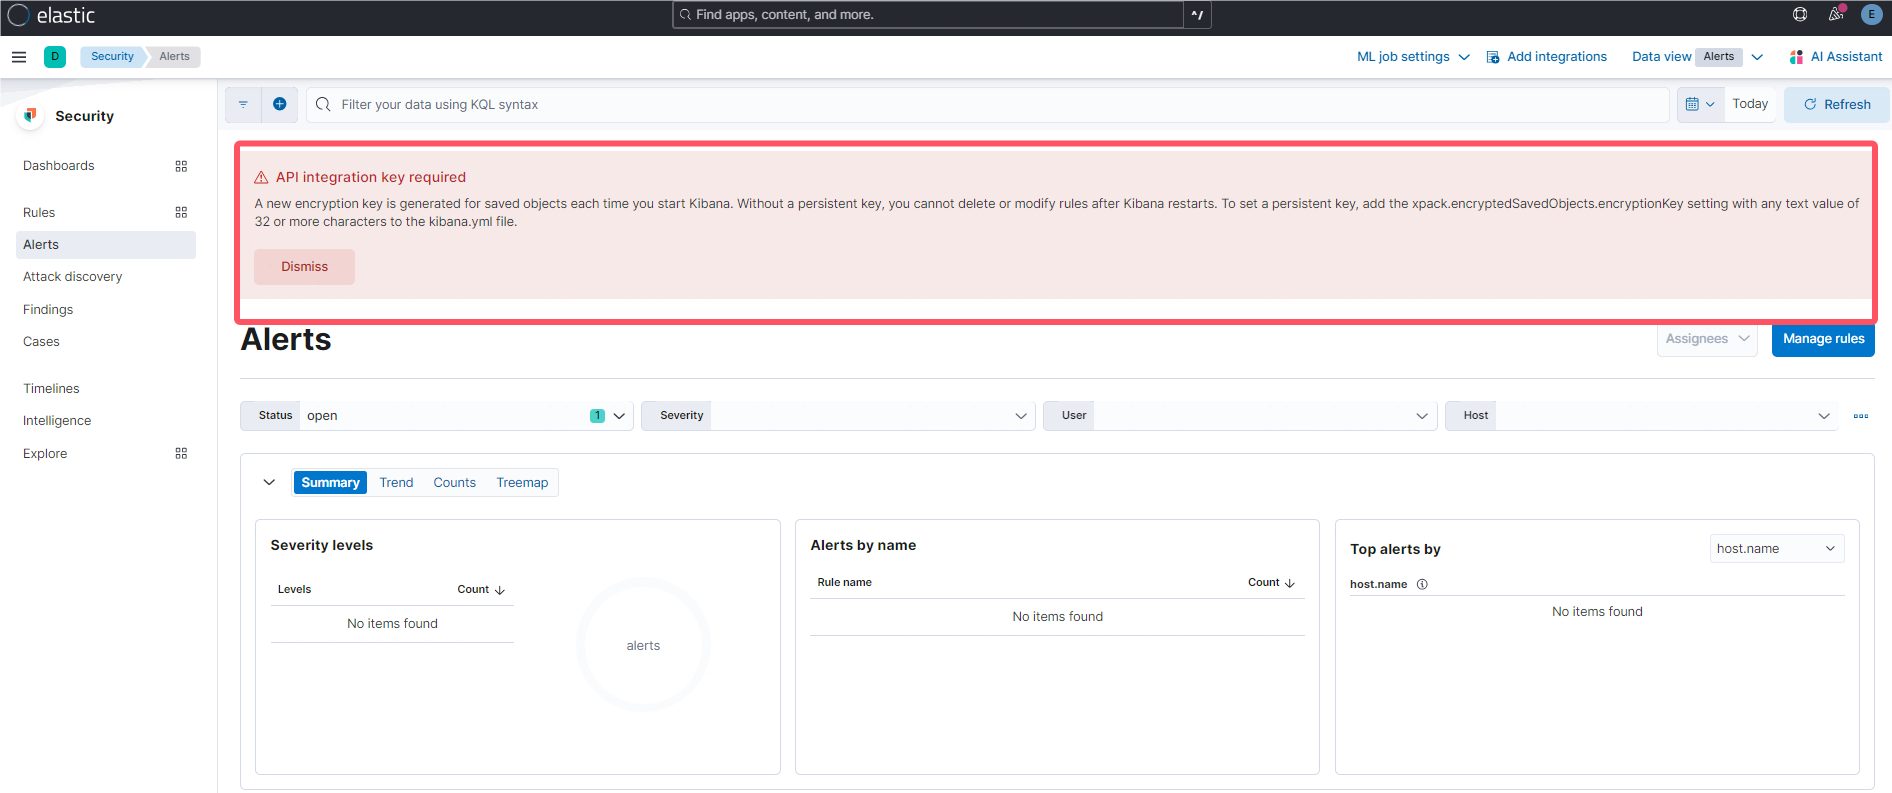 elastic
Find apps, content, and more.
^/
E
D
Security
Alerts
ML job settings
Add integrations
Data view
Alerts
AI Assistant
Security
Filter your data using KQL syntax
Today
Refresh
Dashboards
Rules
Alerts
Attack discovery
Findings
Cases
Timelines
Intelligence
Explore
API integration key required
A new encryption key is generated for saved objects each time you start Kibana. Without a persistent key, you cannot delete or modify rules after Kibana restarts. To set a persistent key, add the xpack.encryptedSavedObjects.encryptionKey setting with any text value of
32 or more characters to the kibana.yml file.
Dismiss
Alerts
Assignees
Manage rules
Status
open
1
Severity
User
Host
Summary
Trend
Counts
Treemap
Severity levels
Levels
Count
No items found
alerts
Alerts by name
Rule name
Count
No items found
Top alerts by
host.name
host.name
No items found